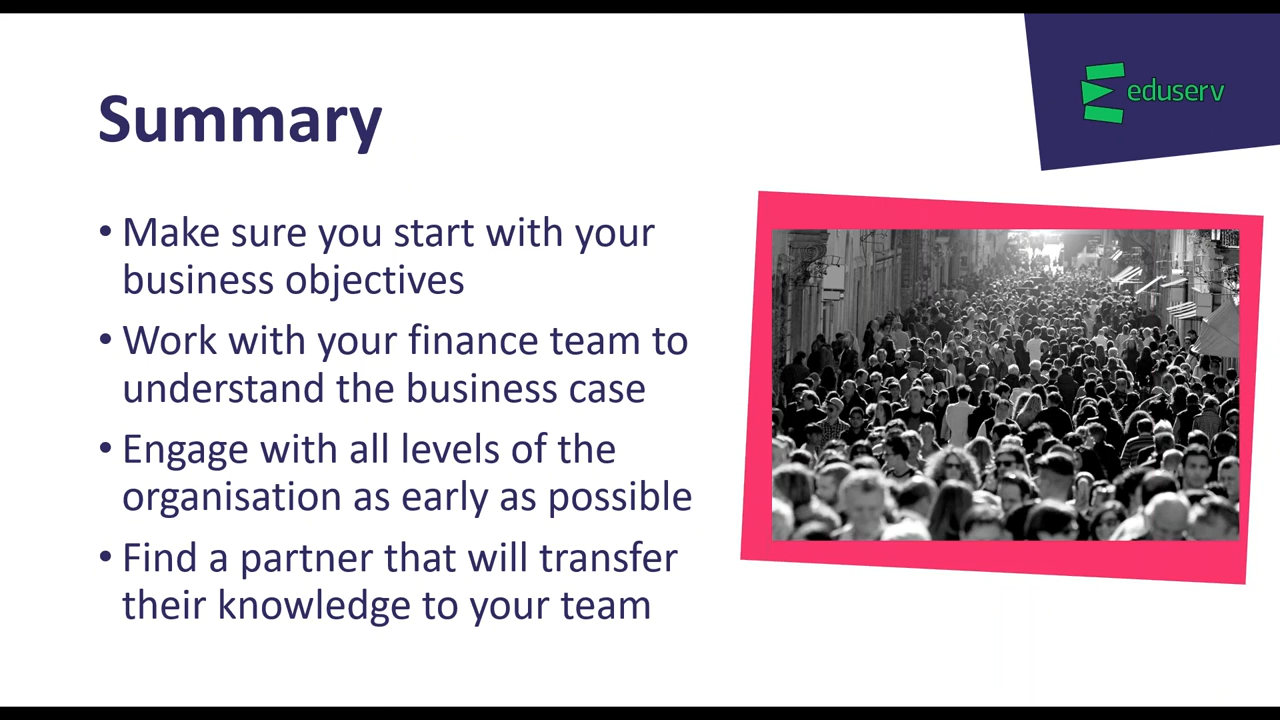 eduserv
Summary
• Make sure you start with your
business objectives
• Work with your finance team to
understand the business case
• Engage with all levels of the
organisation as early as possible
• Find a partner that will transfer
their knowledge to your team